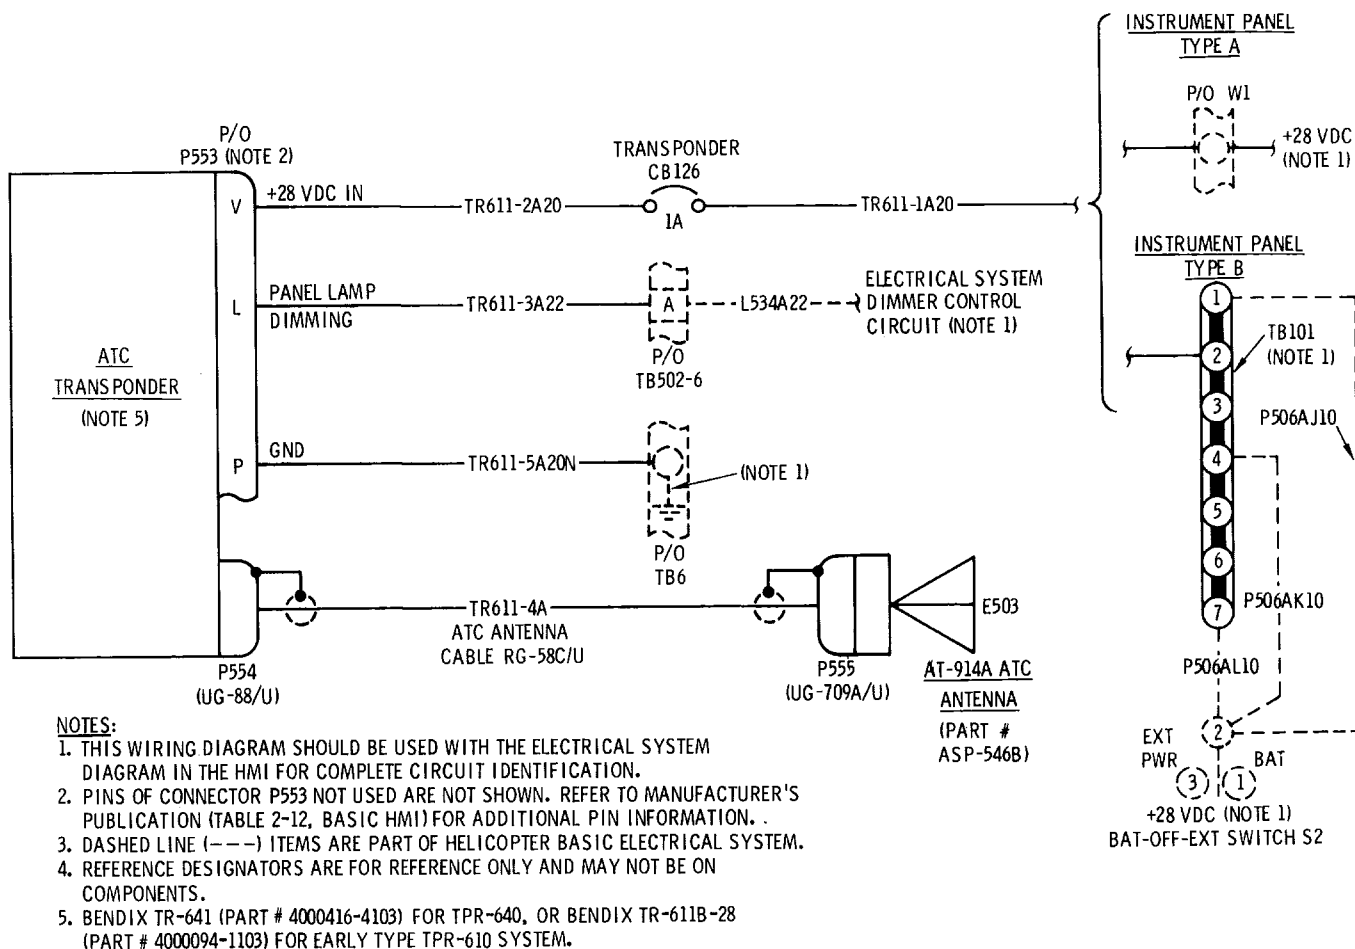 INSTRUMENT PANEL
TYPE A
P/O W1
+28 VDC
(NOTE 1)
P/O
P553 (NOTE 2)
TRANSPONDER
CB126
+28 VDC IN
V
TR611-2A20
1A
TR611-1A20
INSTRUMENT PANEL
TYPE B
PANEL LAMP
DIMMING
L
TR611-3A22
A
L534A22
ELECTRICAL SYSTEM
DIMMER CONTROL
CIRCUIT (NOTE 1)
P/O
TB502-6
1
2
3
4
5
6
7
TB101
(NOTE 1)
P506AJ10
ATC
TRANSPONDER
(NOTE 5)
GND
P
TR611-5A20N
(NOTE 1)
P/O
TB6
P506AK10
TR611-4A
ATC ANTENNA
CABLE RG-58C/U
E503
P554
(UG-88/U)
P555
(UG-709A/U)
AT-914A ATC
ANTENNA
(PART #
ASP-546B)
P506AL10
2
EXT
PWR
BAT
3
1
+28 VDC (NOTE 1)
BAT-OFF-EXT SWITCH S2
NOTES:
1. THIS WIRING DIAGRAM SHOULD BE USED WITH THE ELECTRICAL SYSTEM
DIAGRAM IN THE HMI FOR COMPLETE CIRCUIT IDENTIFICATION.
2. PINS OF CONNECTOR P553 NOT USED ARE NOT SHOWN. REFER TO MANUFACTURER'S
PUBLICATION (TABLE 2-12, BASIC HMI) FOR ADDITIONAL PIN INFORMATION. .
3. DASHED LINE (---) ITEMS ARE PART OF HELICOPTER BASIC ELECTRICAL SYSTEM.
4. REFERENCE DESIGNATORS ARE FOR REFERENCE ONLY AND MAY NOT BE ON
COMPONENTS.
5. BENDIX TR-641 (PART # 4000416-4103) FOR TPR-640, OR BENDIX TR-611B-28
(PART # 4000094-1103) FOR EARLY TYPE TPR-610 SYSTEM.